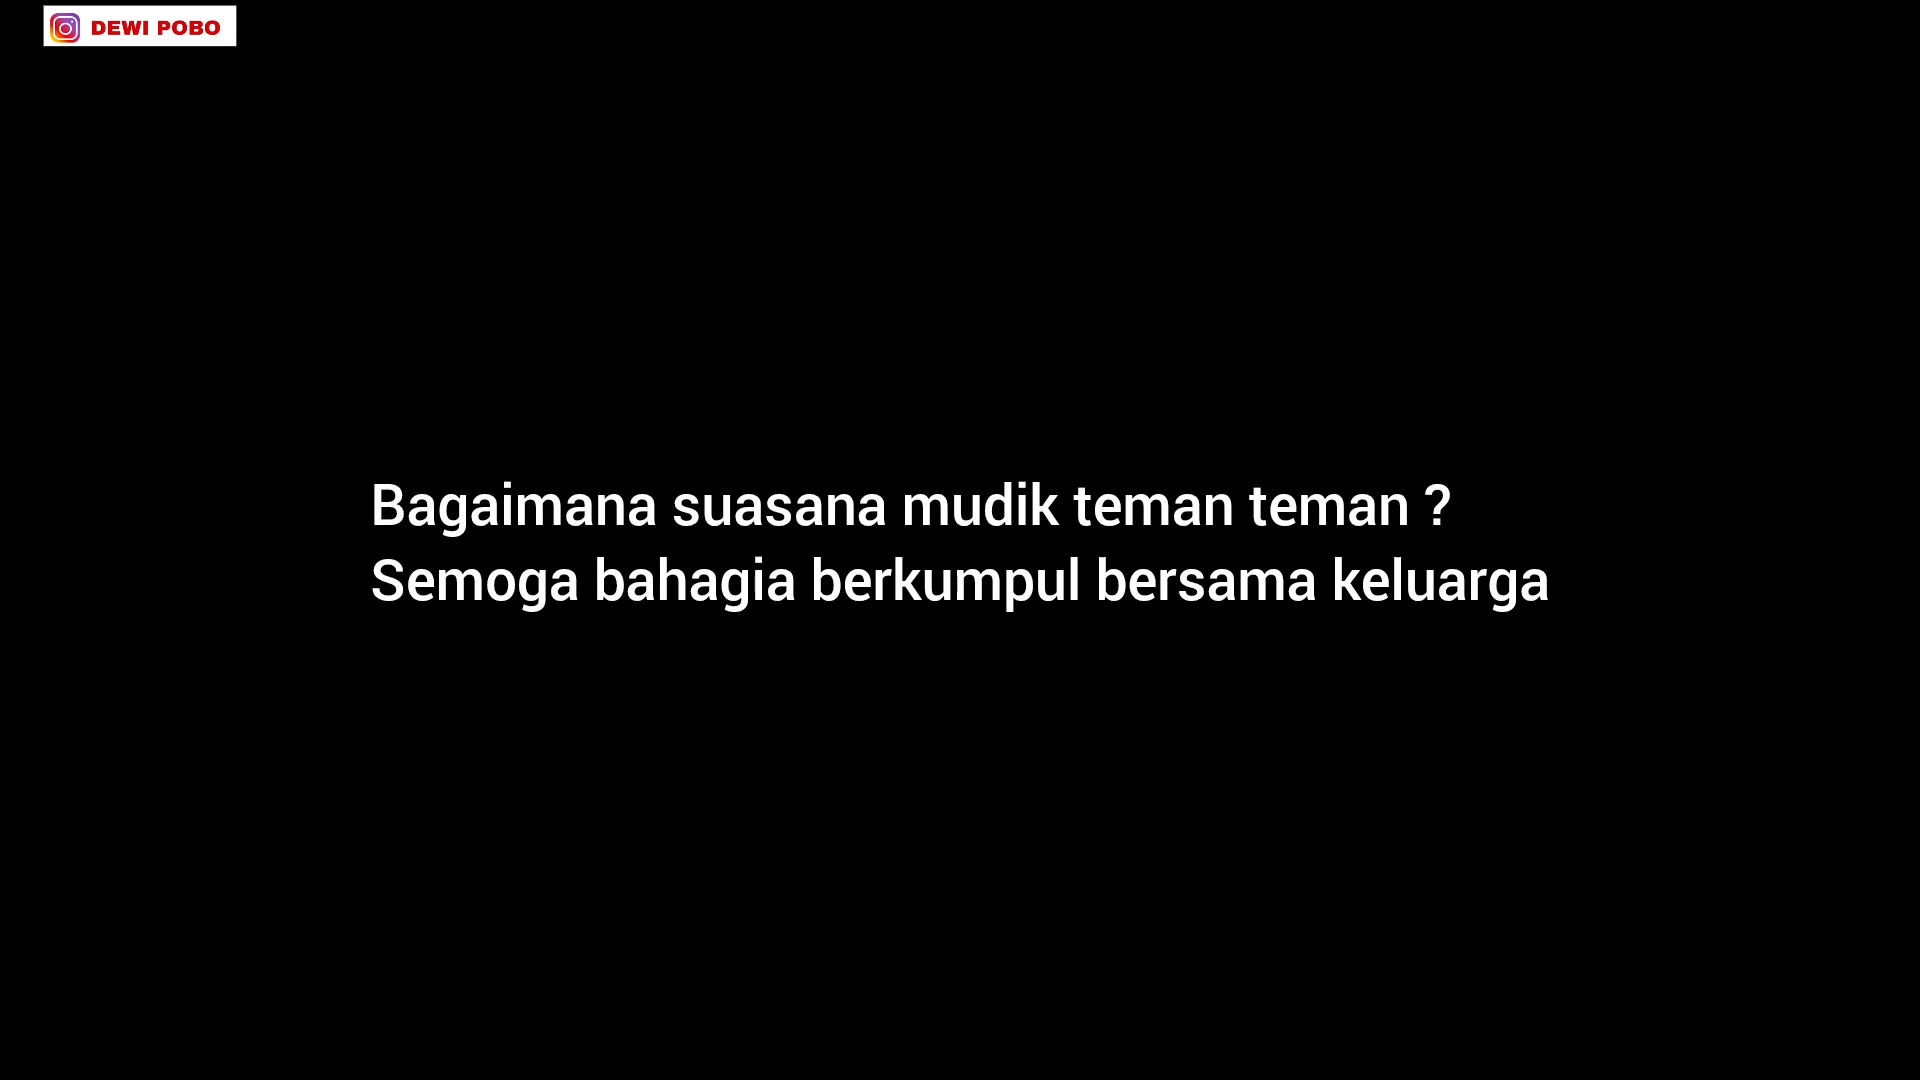 DEWI POBO
Bagaimana suasana mudik teman teman ?
Semoga bahagia berkumpul bersama keluarga